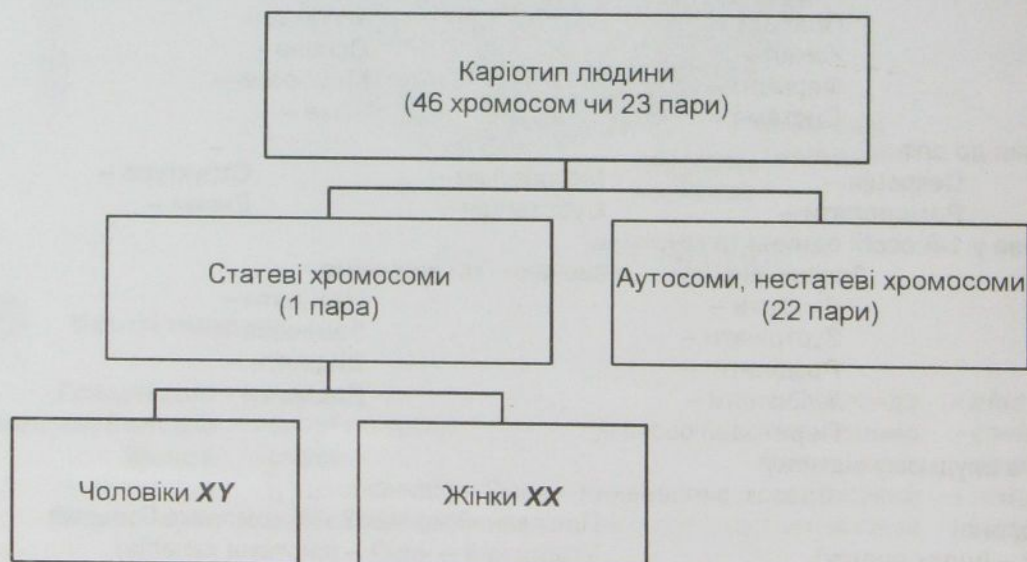 Каріотип людини
(46 хромосом чи 23 пари)
Статеві хромосоми
(1 пара)
Аутосоми, нестатеві хромосоми
(22 пари)
Чоловіки XY
Жінки XX